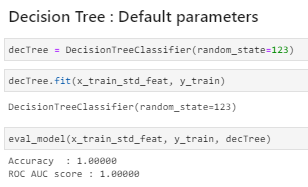 Decision Tree : Default parameters
decTree = DecisionTreeClassifier(random_state=123)
decTree.fit(x_train_std_feat, y_train)
DecisionTreeClassifier(random_state=123)
eval_model(x_train_std_feat, y_train, decTree)
Accuracy  : 1.00000
ROC AUC score : 1.00000